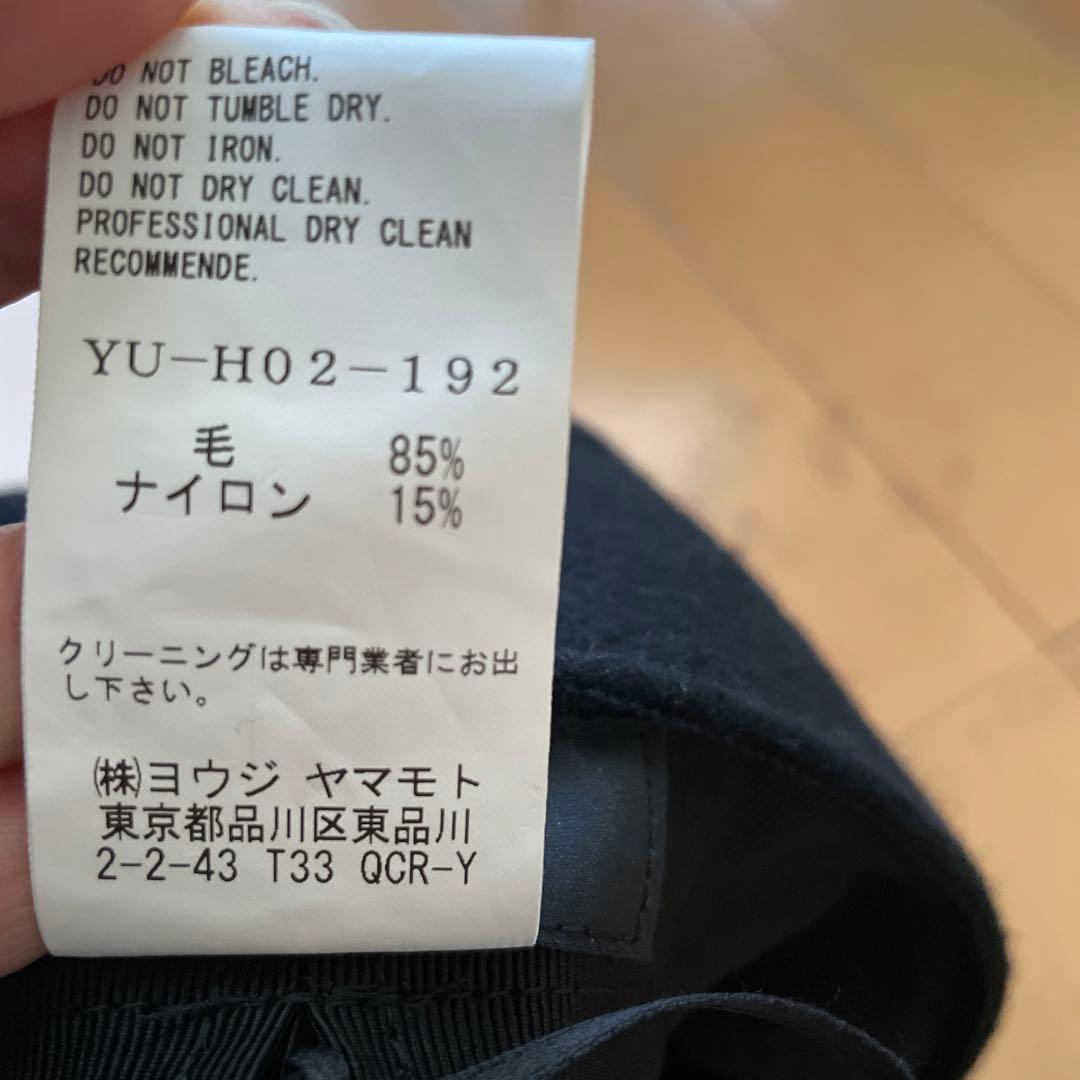 DO NOT BLEACH.
DO NOT TUMBLE DRY.
DO NOT IRON.
DO NOT DRY CLEAN.
PROFESSIONAL DRY CLEAN
RECOMMENDE.
YU-H02-192
毛 85%
ナイロン 15%
クリーニングは専門業者にお出
し下さい。
㈱ヨウジ ヤマモト
東京都品川区東品川
2-2-43 T33 QCR-Y